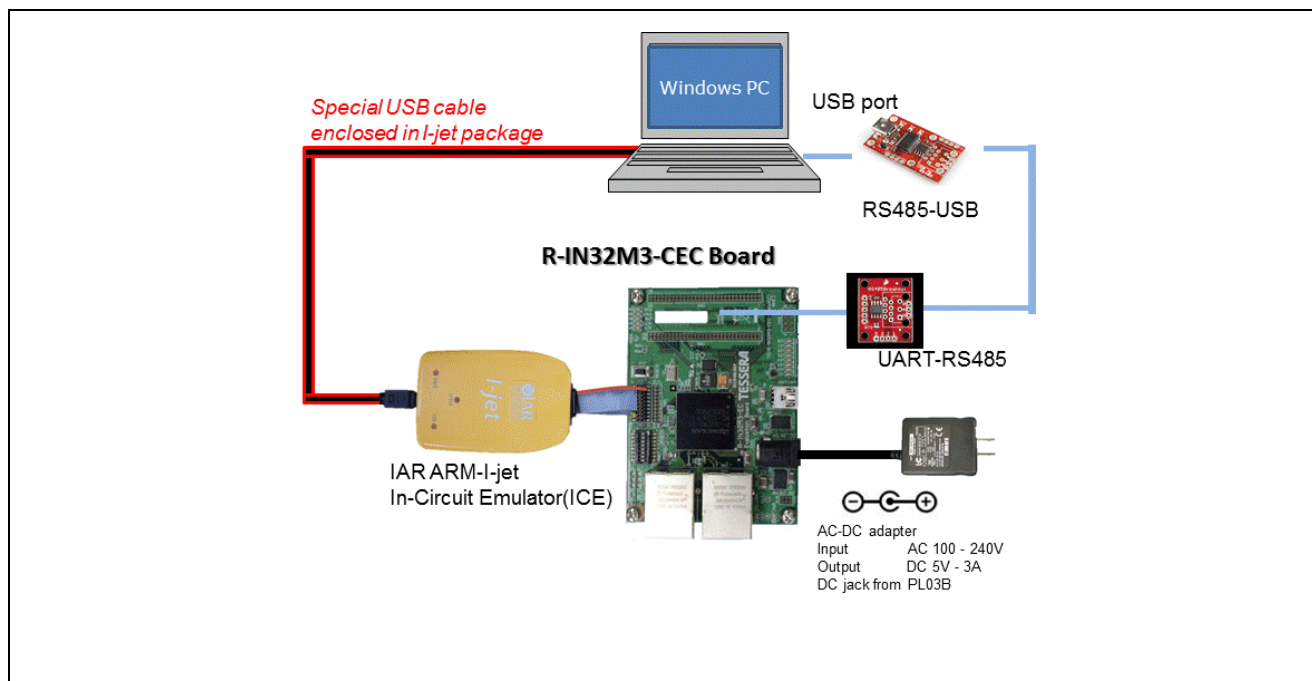 Windows PC
Special USB cable
enclosed in I-jet package
USB port
RS485-USB
R-IN32M3-CEC Board
TESSERA
UART-RS485
I-jet
IAR ARM-I-jet
In-Circuit Emulator(ICE)
AC-DC adapter
Input AC 100 - 240V
Output DC 5V - 3A
DC jack from PL03B